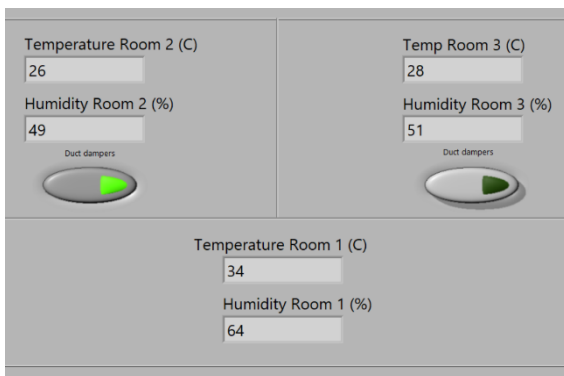 Temperature Room 2 (C)
26
Humidity Room 2 (%)
49
Duct dampers
Temp Room 3 (C)
28
Humidity Room 3 (%)
51
Duct dampers
Temperature Room 1 (C)
34
Humidity Room 1 (%)
64